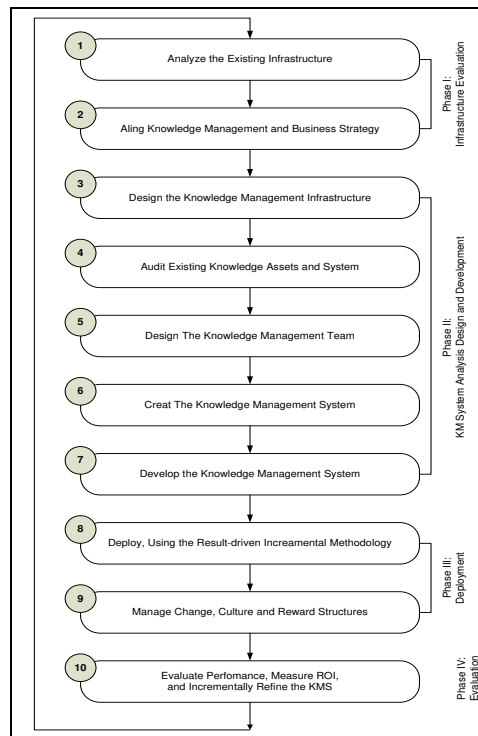 1
Analyze the Existing Infrastructure
2
Aling Knowledge Management and Business Strategy
Phase I:
Infrastructure Evaluation
3
Design the Knowledge Management Infrastructure
4
Audit Existing Knowledge Assets and System
5
Design The Knowledge Management Team
6
Creat The Knowledge Management System
7
Develop the Knowledge Management System
Phase II:
KM System Analysis Design and Development
8
Deploy, Using the Result-driven Increamental Methodology
9
Manage Change, Culture and Reward Structures
Phase III:
Deployment
10
Evaluate Perfomance, Measure ROI,
and Incrementally Refine the KMS
Phase IV:
Evaluation